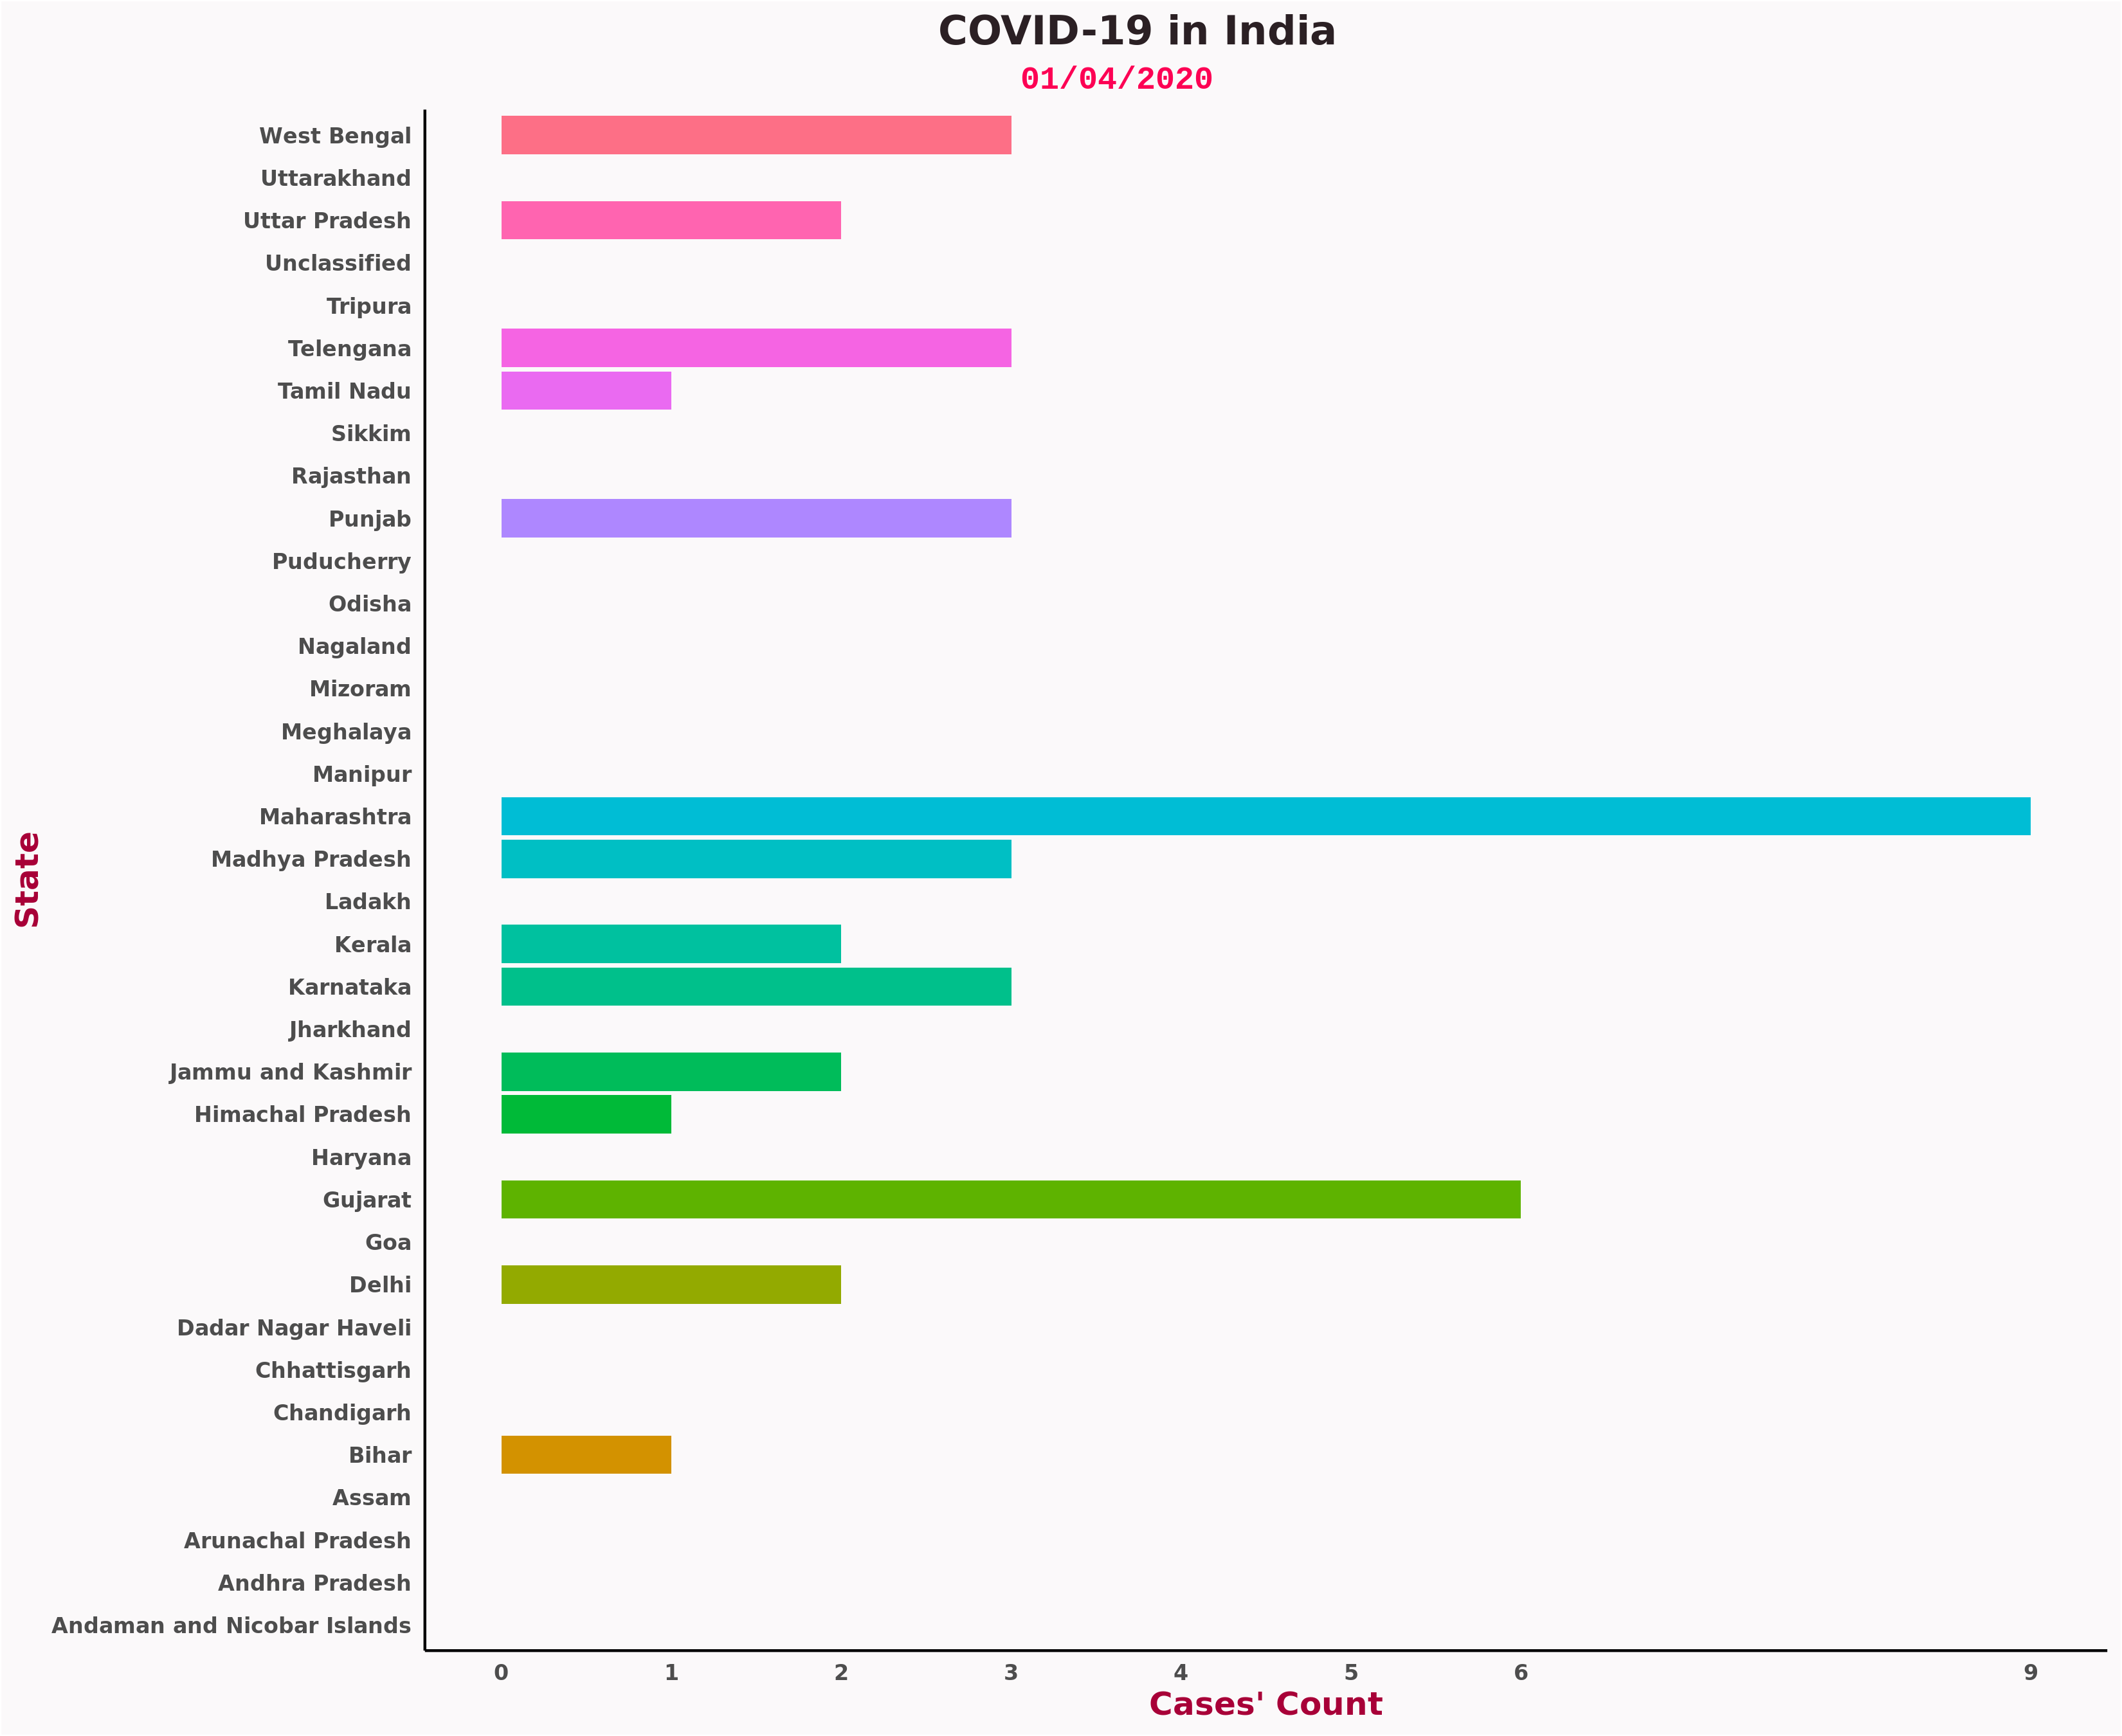 COVID-19 in India
01/04/2020
West Bengal
Uttarakhand
Uttar Pradesh
Unclassified
Tripura
Telengana
Tamil Nadu
Sikkim
Rajasthan
Punjab
Puducherry
Odisha
Nagaland
Mizoram
Meghalaya
Manipur
Maharashtra
Madhya Pradesh
Ladakh
Kerala
Karnataka
Jharkhand
Jammu and Kashmir
Himachal Pradesh
Haryana
Gujarat
Goa
Delhi
Dadar Nagar Haveli
Chhattisgarh
Chandigarh
Bihar
Assam
Arunachal Pradesh
Andhra Pradesh
Andaman and Nicobar Islands
State
0 1 2 3 4 5 6 9
Cases' Count